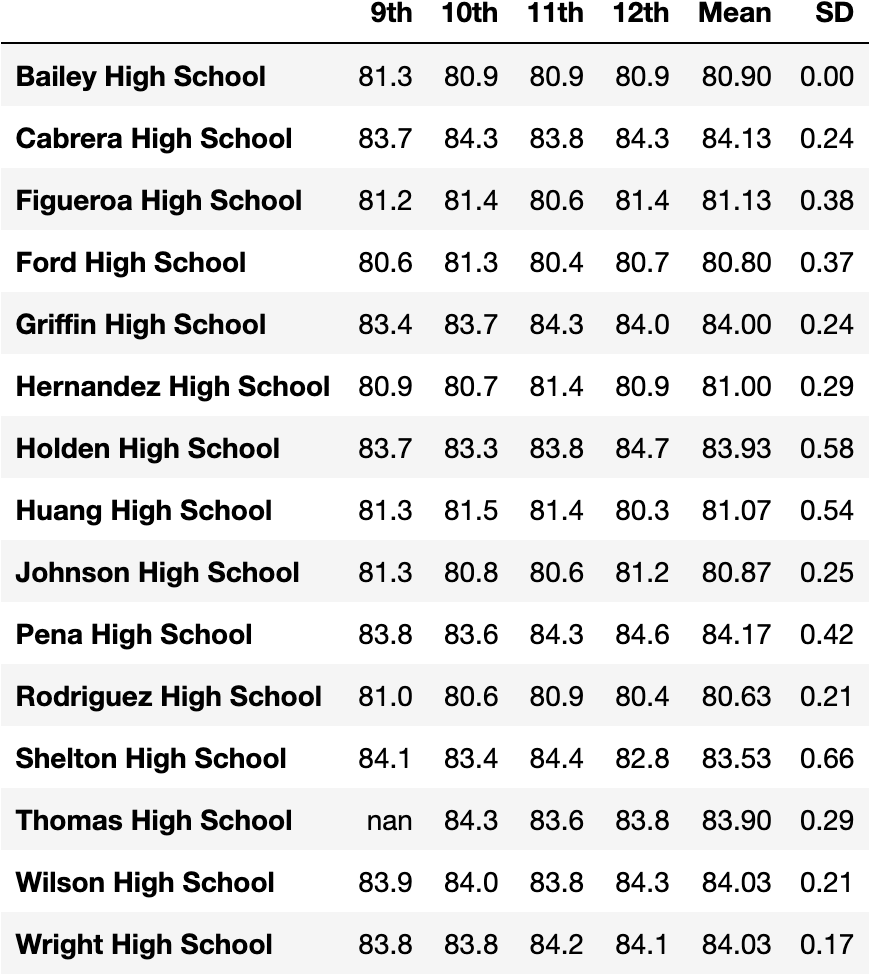 9th 10th 11th 12th Mean SD
Bailey High School 81.3 80.9 80.9 80.9 80.90 0.00
Cabrera High School 83.7 84.3 83.8 84.3 84.13 0.24
Figueroa High School 81.2 81.4 80.6 81.4 81.13 0.38
Ford High School 80.6 81.3 80.4 80.7 80.80 0.37
Griffin High School 83.4 83.7 84.3 84.0 84.00 0.24
Hernandez High School 80.9 80.7 81.4 80.9 81.00 0.29
Holden High School 83.7 83.3 83.8 84.7 83.93 0.58
Huang High School 81.3 81.5 81.4 80.3 81.07 0.54
Johnson High School 81.3 80.8 80.6 81.2 80.87 0.25
Pena High School 83.8 83.6 84.3 84.6 84.17 0.42
Rodriguez High School 81.0 80.6 80.9 80.4 80.63 0.21
Shelton High School 84.1 83.4 84.4 82.8 83.53 0.66
Thomas High School nan 84.3 83.6 83.8 83.90 0.29
Wilson High School 83.9 84.0 83.8 84.3 84.03 0.21
Wright High School 83.8 83.8 84.2 84.1 84.03 0.17